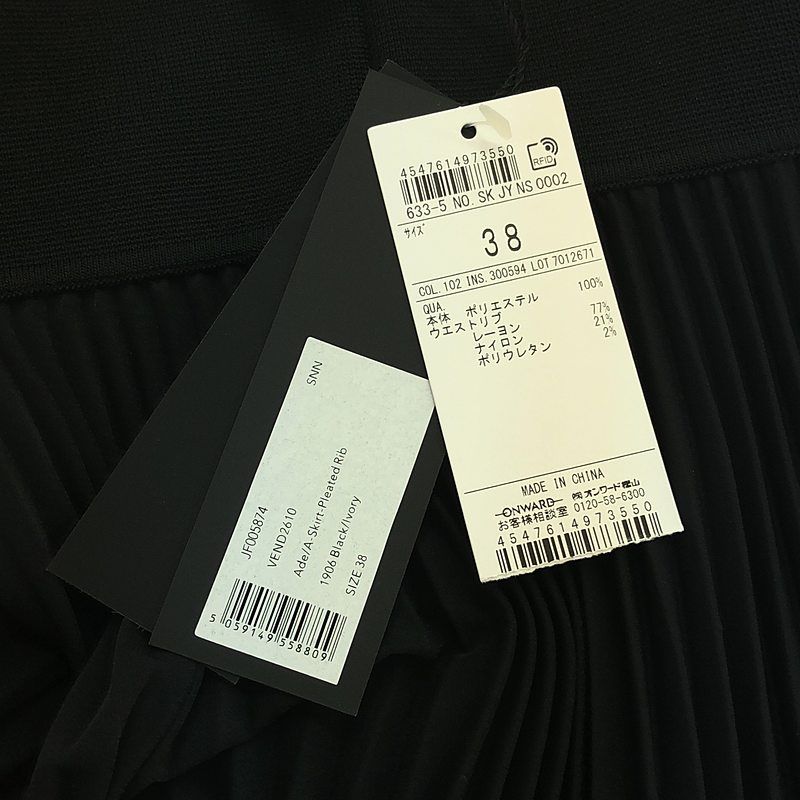 4547614973550
RFID
633-5 NO. SK JY NS 0002
サイズ
38
COL. 102 INS. 300594 LOT 7012671
QUA.
本体 ポリエステル 100%
ウエストリブ
レーヨン 77%
ナイロン 21%
ポリウレタン 2%
MADE IN CHINA
ONWARD ㈱オンワード樫山
お客様相談室 0120-58-6300
4547614973550
SNN
JF005874
VEND2610
Ade/A-Skirt-Pleated Rib
1906 Black/Ivory
SIZE 38
5 059149 558809